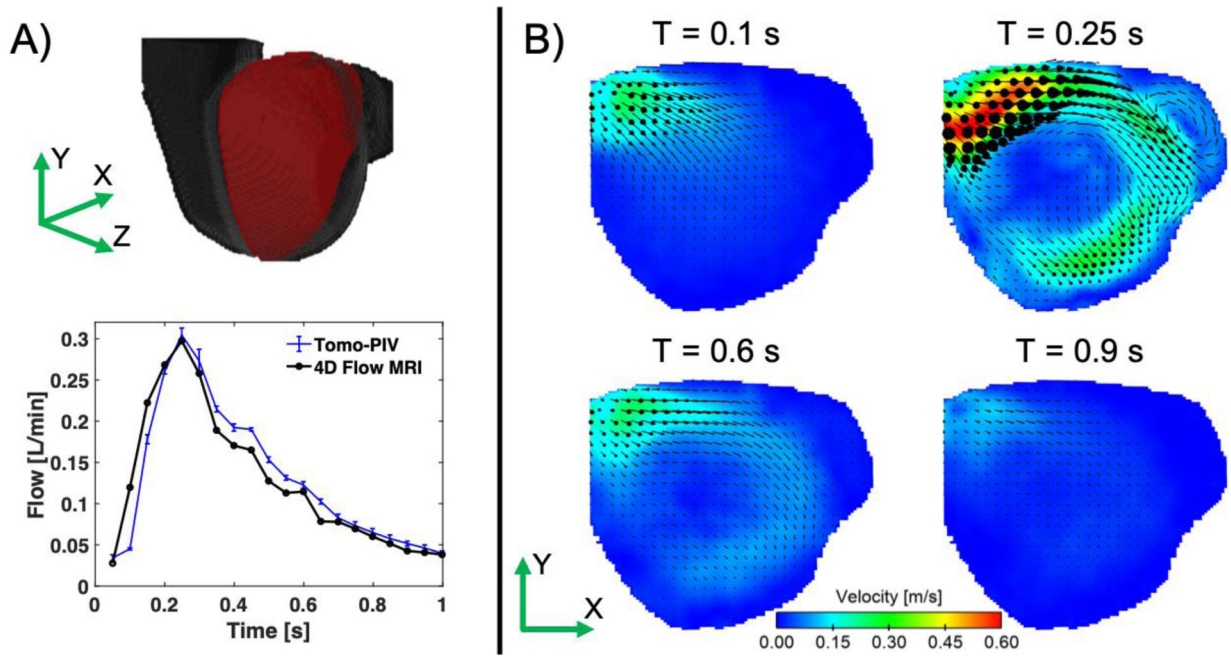 A)
Y
X
Z
0.3
0.25
0.2
0.15
0.1
0.05
0
Flow [L/min]
Tomo-PIV
4D Flow MRI
0 0.2 0.4 0.6 0.8 1
Time [s]
B)
T = 0.1 s T = 0.25 s
T = 0.6 s T = 0.9 s
Y
X
Velocity [m/s]
0.00 0.15 0.30 0.45 0.60